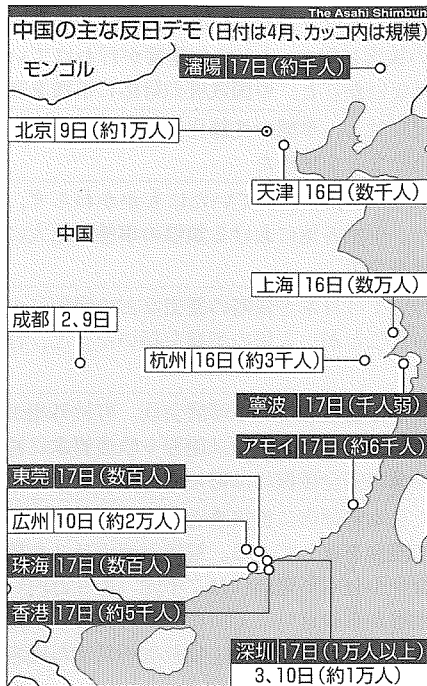 The Asahi Shimbun
中国の主な反日デモ (日付は4月、カッコ内は規模)
モンゴル
瀋陽 17日(約千人)
北京 9日(約1万人)
天津 16日(数千人)
中国
上海 16日(数万人)
成都 2、9日
杭州 16日(約3千人)
寧波 17日(千人弱)
アモイ 17日(約6千人)
東莞 17日(数百人)
広州 10日(約2万人)
珠海 17日(数百人)
香港 17日(約5千人)
深圳 17日(1万人以上)
3、10日(約1万人)